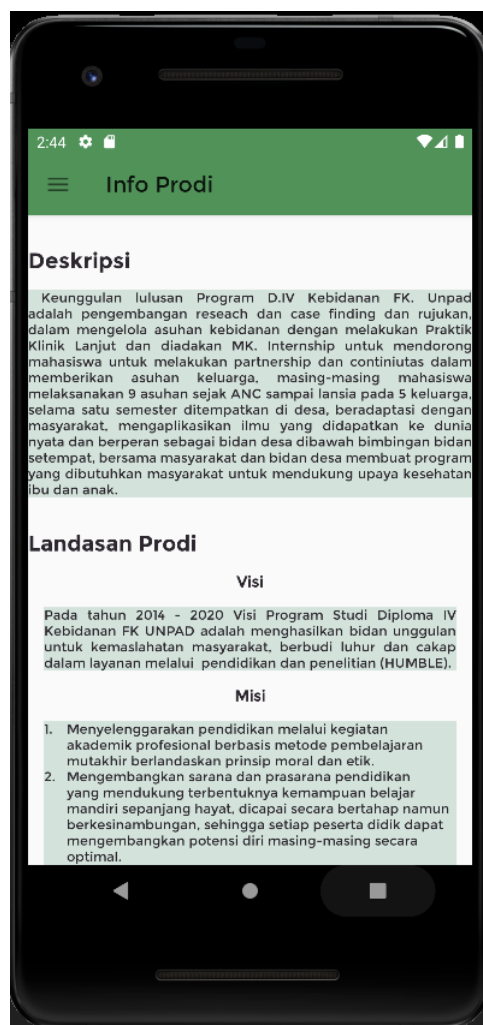 2:44
Info Prodi
Deskripsi
Keunggulan lulusan Program D.IV Kebidanan FK. Unpad
adalah pengembangan reseach dan case finding dan rujukan,
dalam mengelola asuhan kebidanan dengan melakukan Praktik
Klinik Lanjut dan diadakan MK. Internship untuk mendorong
mahasiswa untuk melakukan partnership dan continiutas dalam
memberikan asuhan keluarga, masing-masing mahasiswa
melaksanakan 9 asuhan sejak ANC sampai lansia pada 5 keluarga,
selama satu semester ditempatkan di desa, beradaptasi dengan
masyarakat, mengaplikasikan ilmu yang didapatkan ke dunia
nyata dan berperan sebagai bidan desa dibawah bimbingan bidan
setempat, bersama masyarakat dan bidan desa membuat program
yang dibutuhkan masyarakat untuk mendukung upaya kesehatan
ibu dan anak.
Landasan Prodi
Visi
Pada tahun 2014 - 2020 Visi Program Studi Diploma IV
Kebidanan FK UNPAD adalah menghasilkan bidan unggulan
untuk kemaslahatan masyarakat, berbudi luhur dan cakap
dalam layanan melalui pendidikan dan penelitian (HUMBLE).
Misi
1. Menyelenggarakan pendidikan melalui kegiatan
akademik profesional berbasis metode pembelajaran
mutakhir berlandaskan prinsip moral dan etik.
2. Mengembangkan sarana dan prasarana pendidikan
yang mendukung terbentuknya kemampuan belajar
mandiri sepanjang hayat, dicapai secara bertahap namun
berkesinambungan, sehingga setiap peserta didik dapat
mengembangkan potensi diri masing-masing secara
optimal.